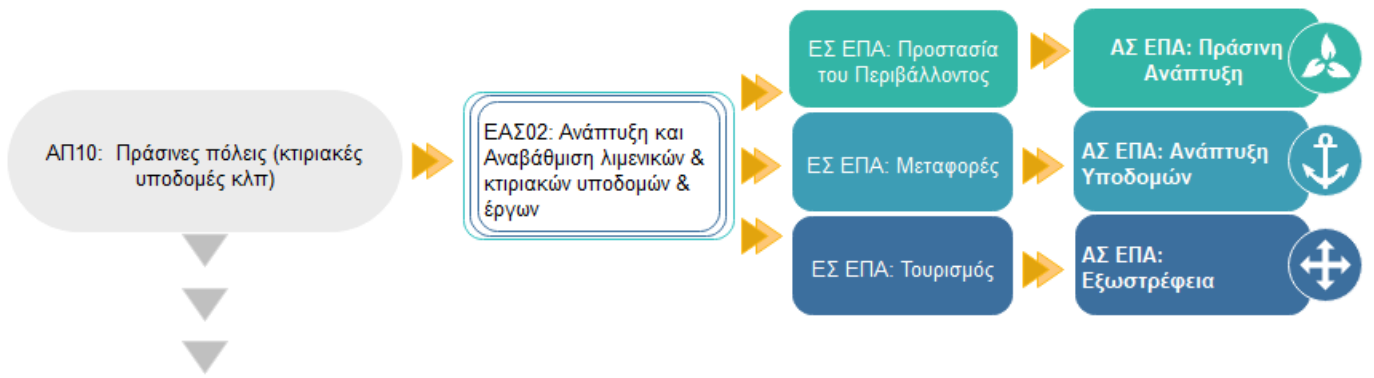 ΑΠ10: Πράσινες πόλεις (κτιριακές
υποδομές κλπ)
ΕΑΣ02: Ανάπτυξη και
Αναβάθμιση λιμενικών &
κτιριακών υποδομών &
έργων
ΕΣ ΕΠΑ: Προστασία
του Περιβάλλοντος
ΑΣ ΕΠΑ: Πράσινη
Ανάπτυξη
ΕΣ ΕΠΑ: Μεταφορές
ΑΣ ΕΠΑ: Ανάπτυξη
Υποδομών
ΕΣ ΕΠΑ: Τουρισμός
ΑΣ ΕΠΑ:
Εξωστρέφεια